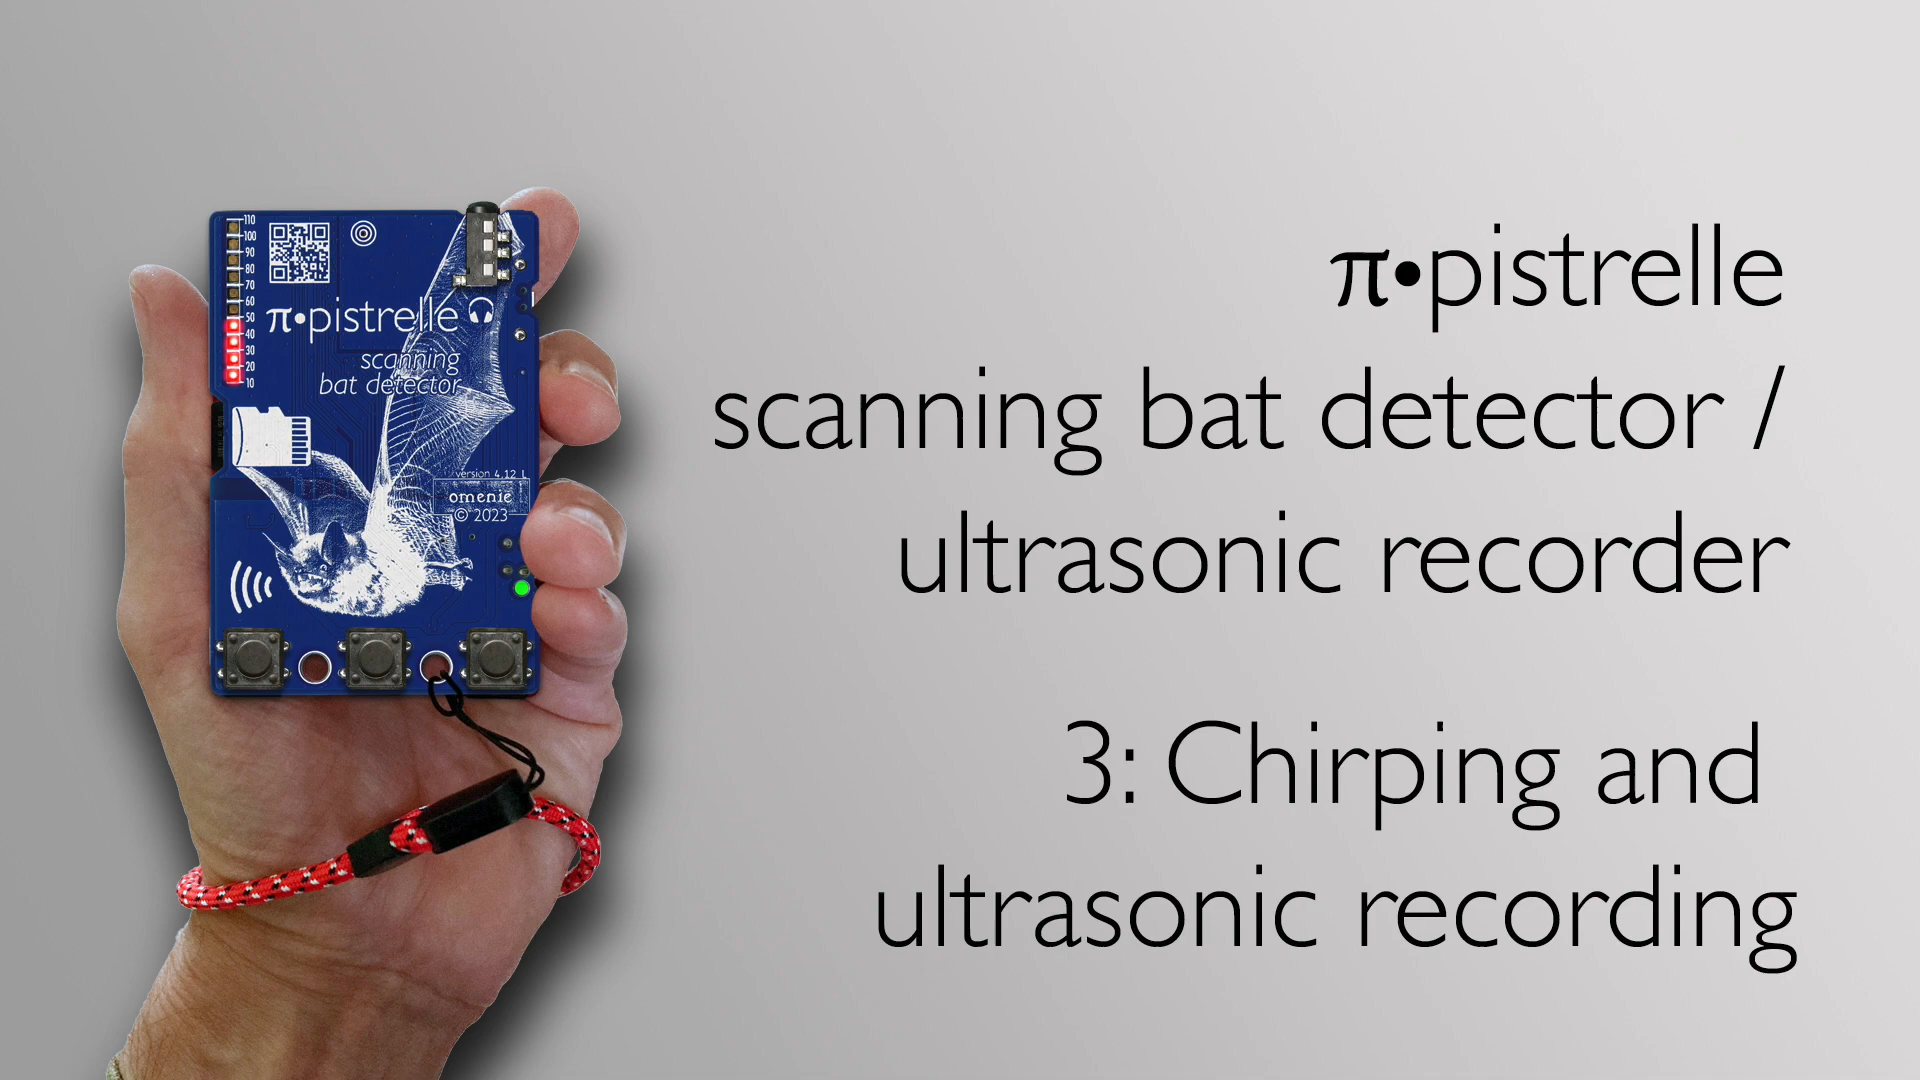 110
100
90
80
70
60
50
40
30
20
10
π•pistrelle
scanning
bat detector
version 4.12 L
omenie
© 2023
π•pistrelle
scanning bat detector /
ultrasonic recorder
3: Chirping and
ultrasonic recording